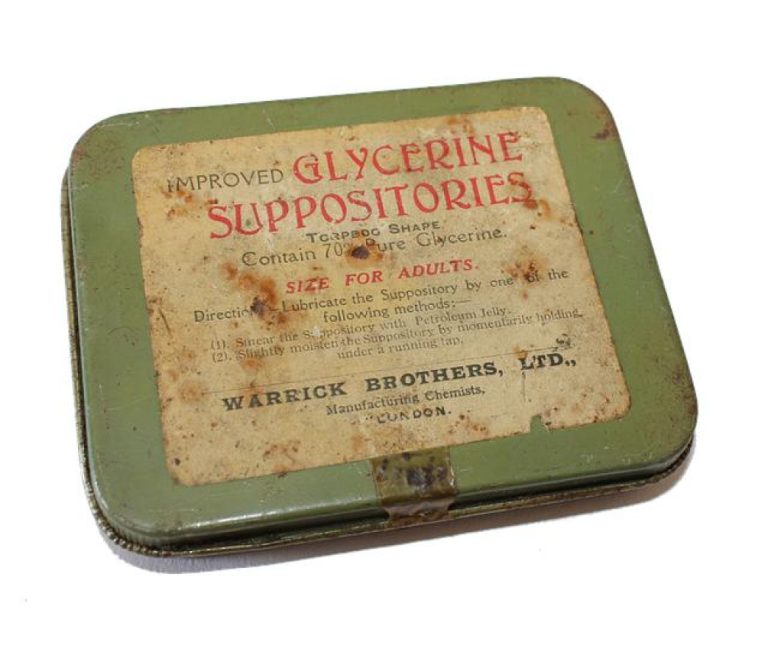 IMPROVED GLYCERINE
SUPPOSITORIES
TORPEDO SHAPE.
Contain 70% Pure Glycerine.
SIZE FOR ADULTS.
Directions—Lubricate the Suppository by one of the
following methods:—
(1). Smear the Suppository with Petroleum Jelly.
(2). Slightly moisten the Suppository by momentarily holding
under a running tap.
WARRICK BROTHERS, LTD.,
Manufacturing Chemists,
LONDON.